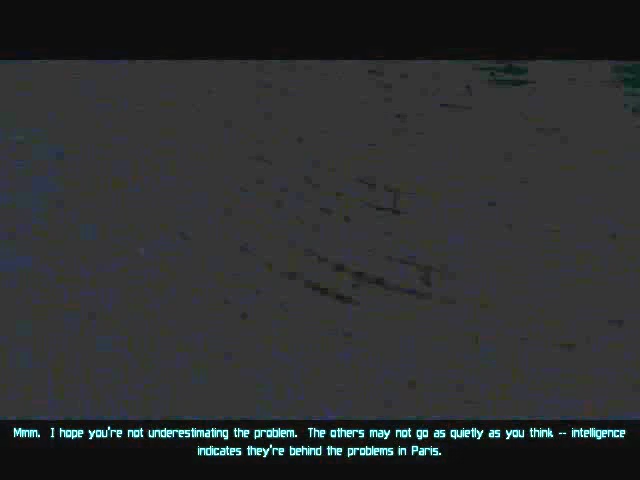 Mmm.  I hope you're not underestimating the problem.  The others may not go as quietly as you think -- intelligence
indicates they're behind the problems in Paris.